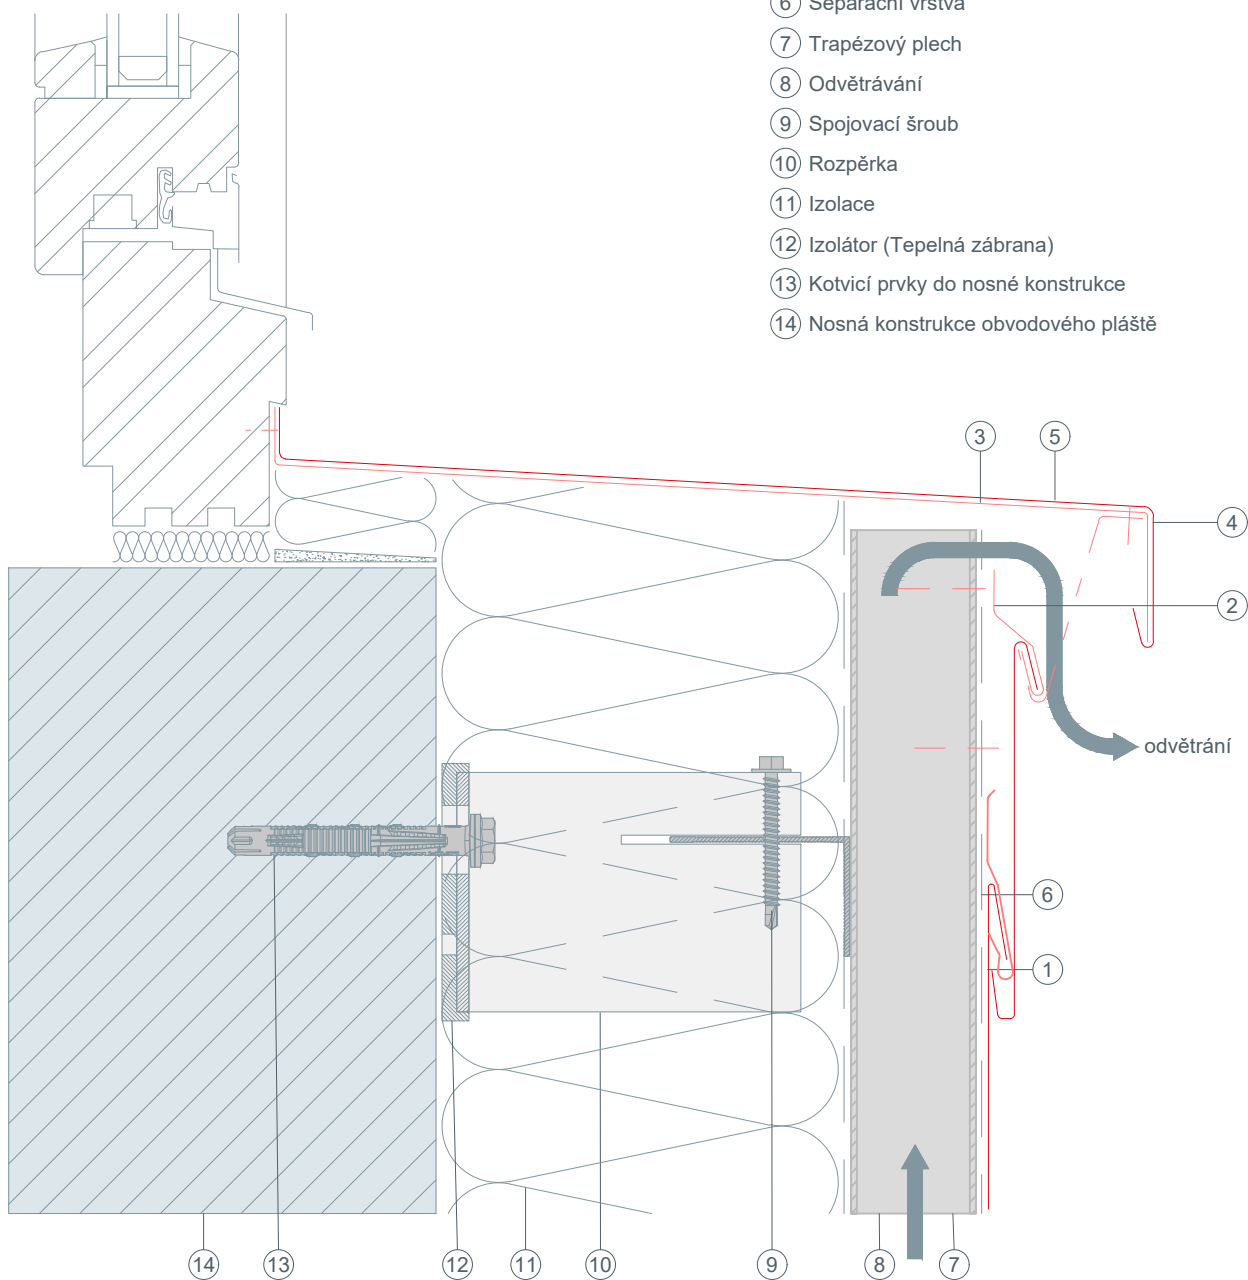 6 Separační vrstva
7 Trapézový plech
8 Odvětrávání
9 Spojovací šroub
10 Rozpěrka
11 Izolace
12 Izolátor (Tepelná zábrana)
13 Kotvicí prvky do nosné konstrukce
14 Nosná konstrukce obvodového pláště
3
5
4
2
odvětrání
6
1
14
13
12
11
10
9
8
7